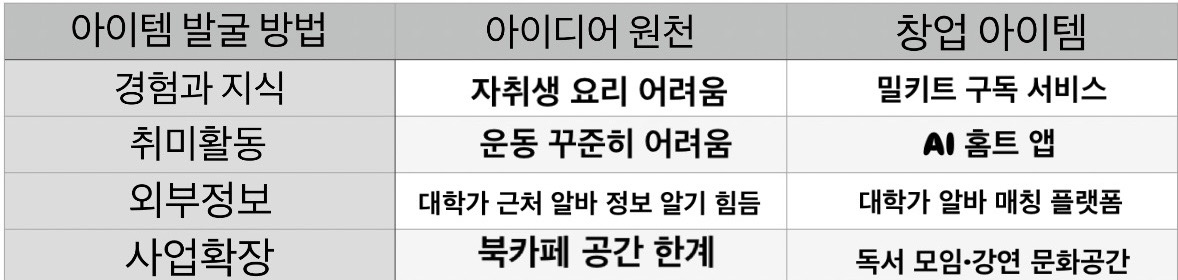 아이템 발굴 방법 아이디어 원천 창업 아이템
경험과 지식 자취생 요리 어려움 밀키트 구독 서비스
취미활동 운동 꾸준히 어려움 AI 홈트 앱
외부정보 대학가 근처 알바 정보 알기 힘듬 대학가 알바 매칭 플랫폼
사업확장 북카페 공간 한계 독서 모임·강연 문화공간